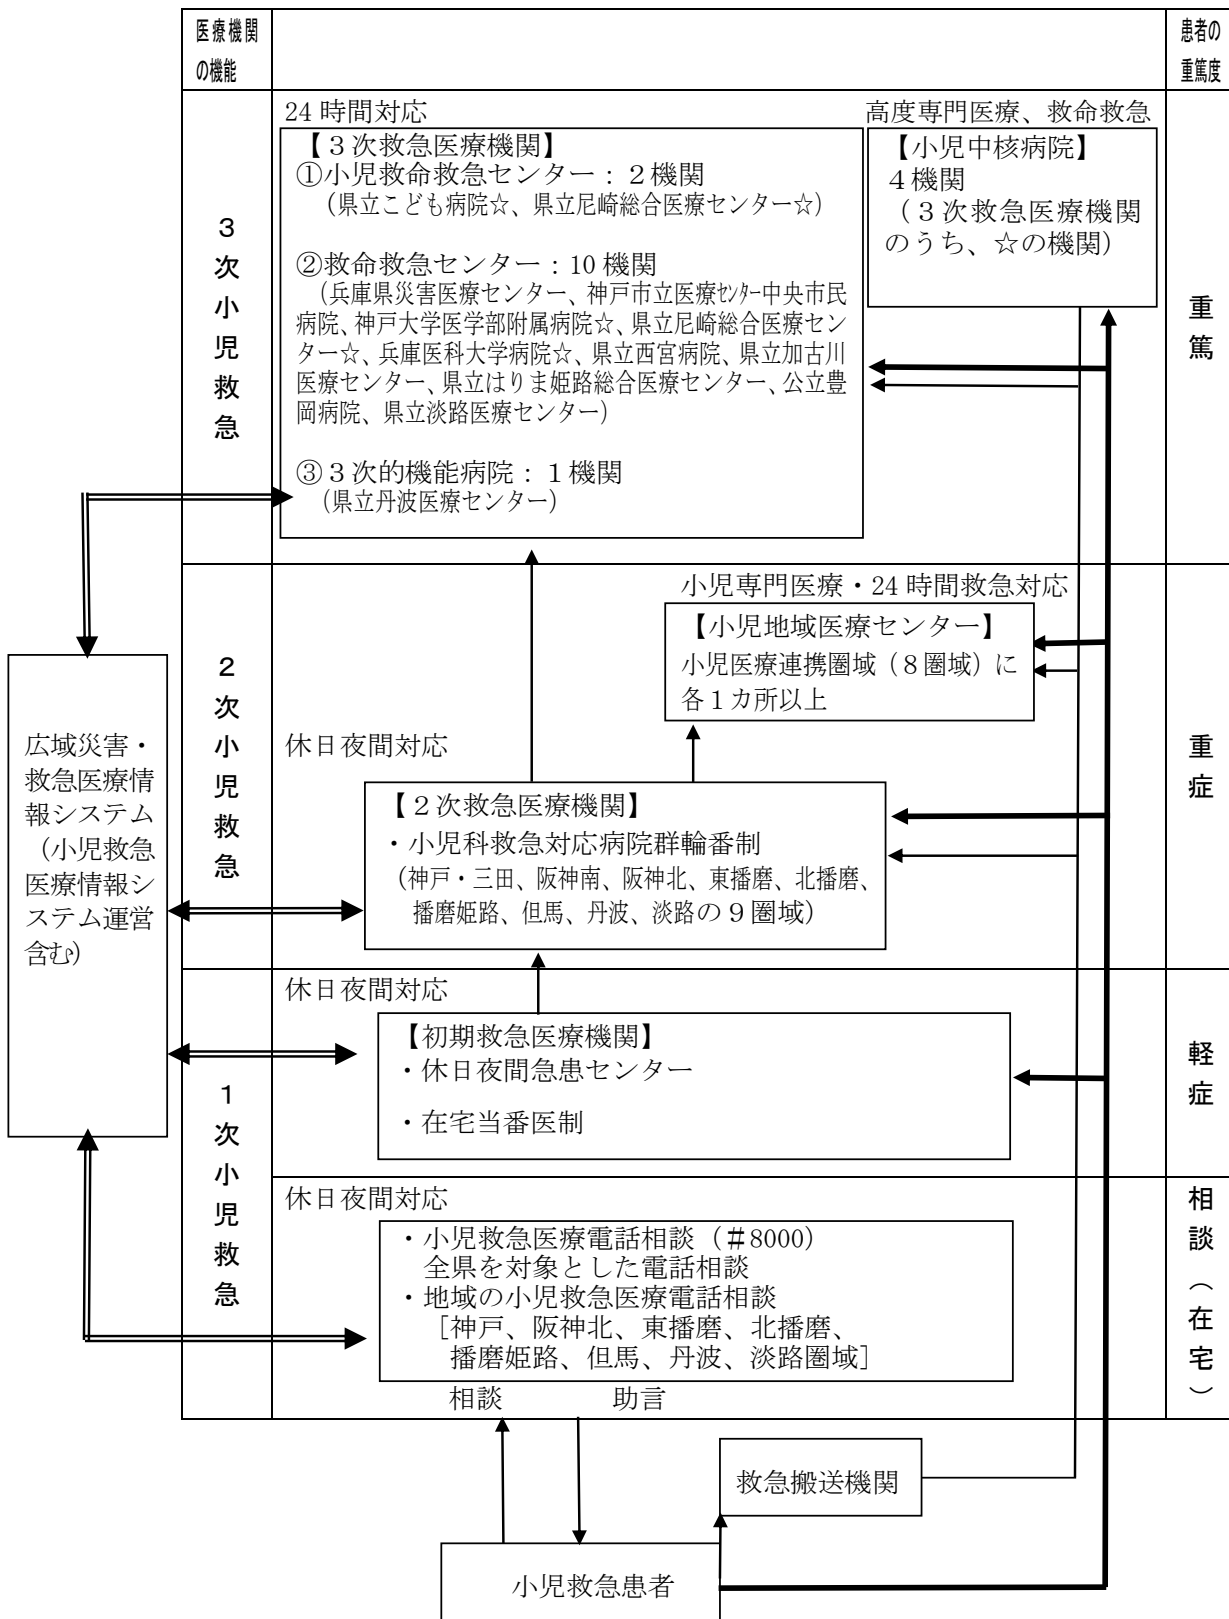 医療機関
の機能
患者の
重篤度
3次小児救急
24時間対応
【３次救急医療機関】
①小児救命救急センター：２機関
（県立こども病院☆、県立尼崎総合医療センター☆）
②救命救急センター：10機関
（兵庫県災害医療センター、神戸市立医療ｾﾝﾀｰ中央市民
病院、神戸大学医学部附属病院☆、県立尼崎総合医療セン
ター☆、兵庫医科大学病院☆、県立西宮病院、県立加古川
医療センター、県立はりま姫路総合医療センター、公立豊
岡病院、県立淡路医療センター）
③３次的機能病院：１機関
（県立丹波医療センター）
高度専門医療、救命救急
【小児中核病院】
４機関
（３次救急医療機関
のうち、☆の機関）
重篤
2次小児救急
小児専門医療・24時間救急対応
【小児地域医療センター】
小児医療連携圏域（８圏域）に
各１カ所以上
休日夜間対応
【２次救急医療機関】
・小児科救急対応病院群輪番制
（神戸・三田、阪神南、阪神北、東播磨、北播磨、
播磨姫路、但馬、丹波、淡路の９圏域）
重症
広域災害・
救急医療情
報システム
（小児救急
医療情報シ
ステム運営
含む）
1次小児救急
休日夜間対応
【初期救急医療機関】
・休日夜間急患センター
・在宅当番医制
軽症
休日夜間対応
・小児救急医療電話相談（＃8000）
全県を対象とした電話相談
・地域の小児救急医療電話相談
［神戸、阪神北、東播磨、北播磨、
播磨姫路、但馬、丹波、淡路圏域］
相談（在宅）
相談　助言
救急搬送機関
小児救急患者